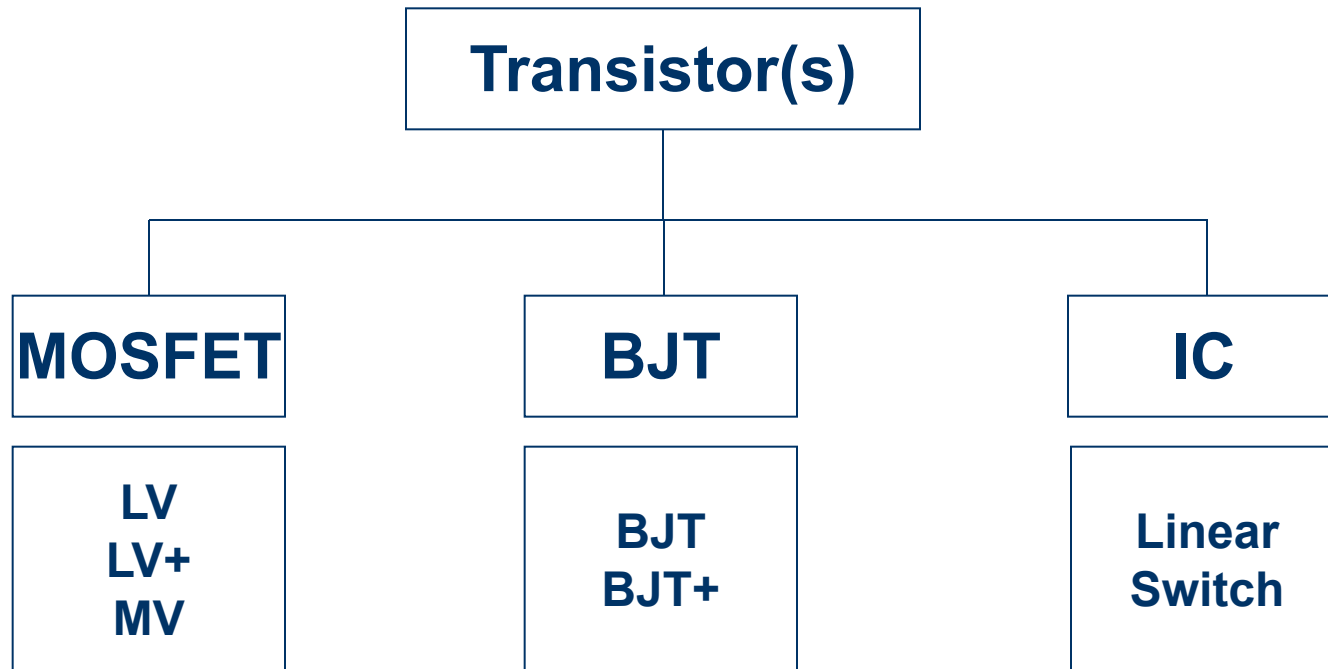 Transistor(s)
MOSFET
BJT
IC
LV
LV+
MV
BJT
BJT+
Linear
Switch